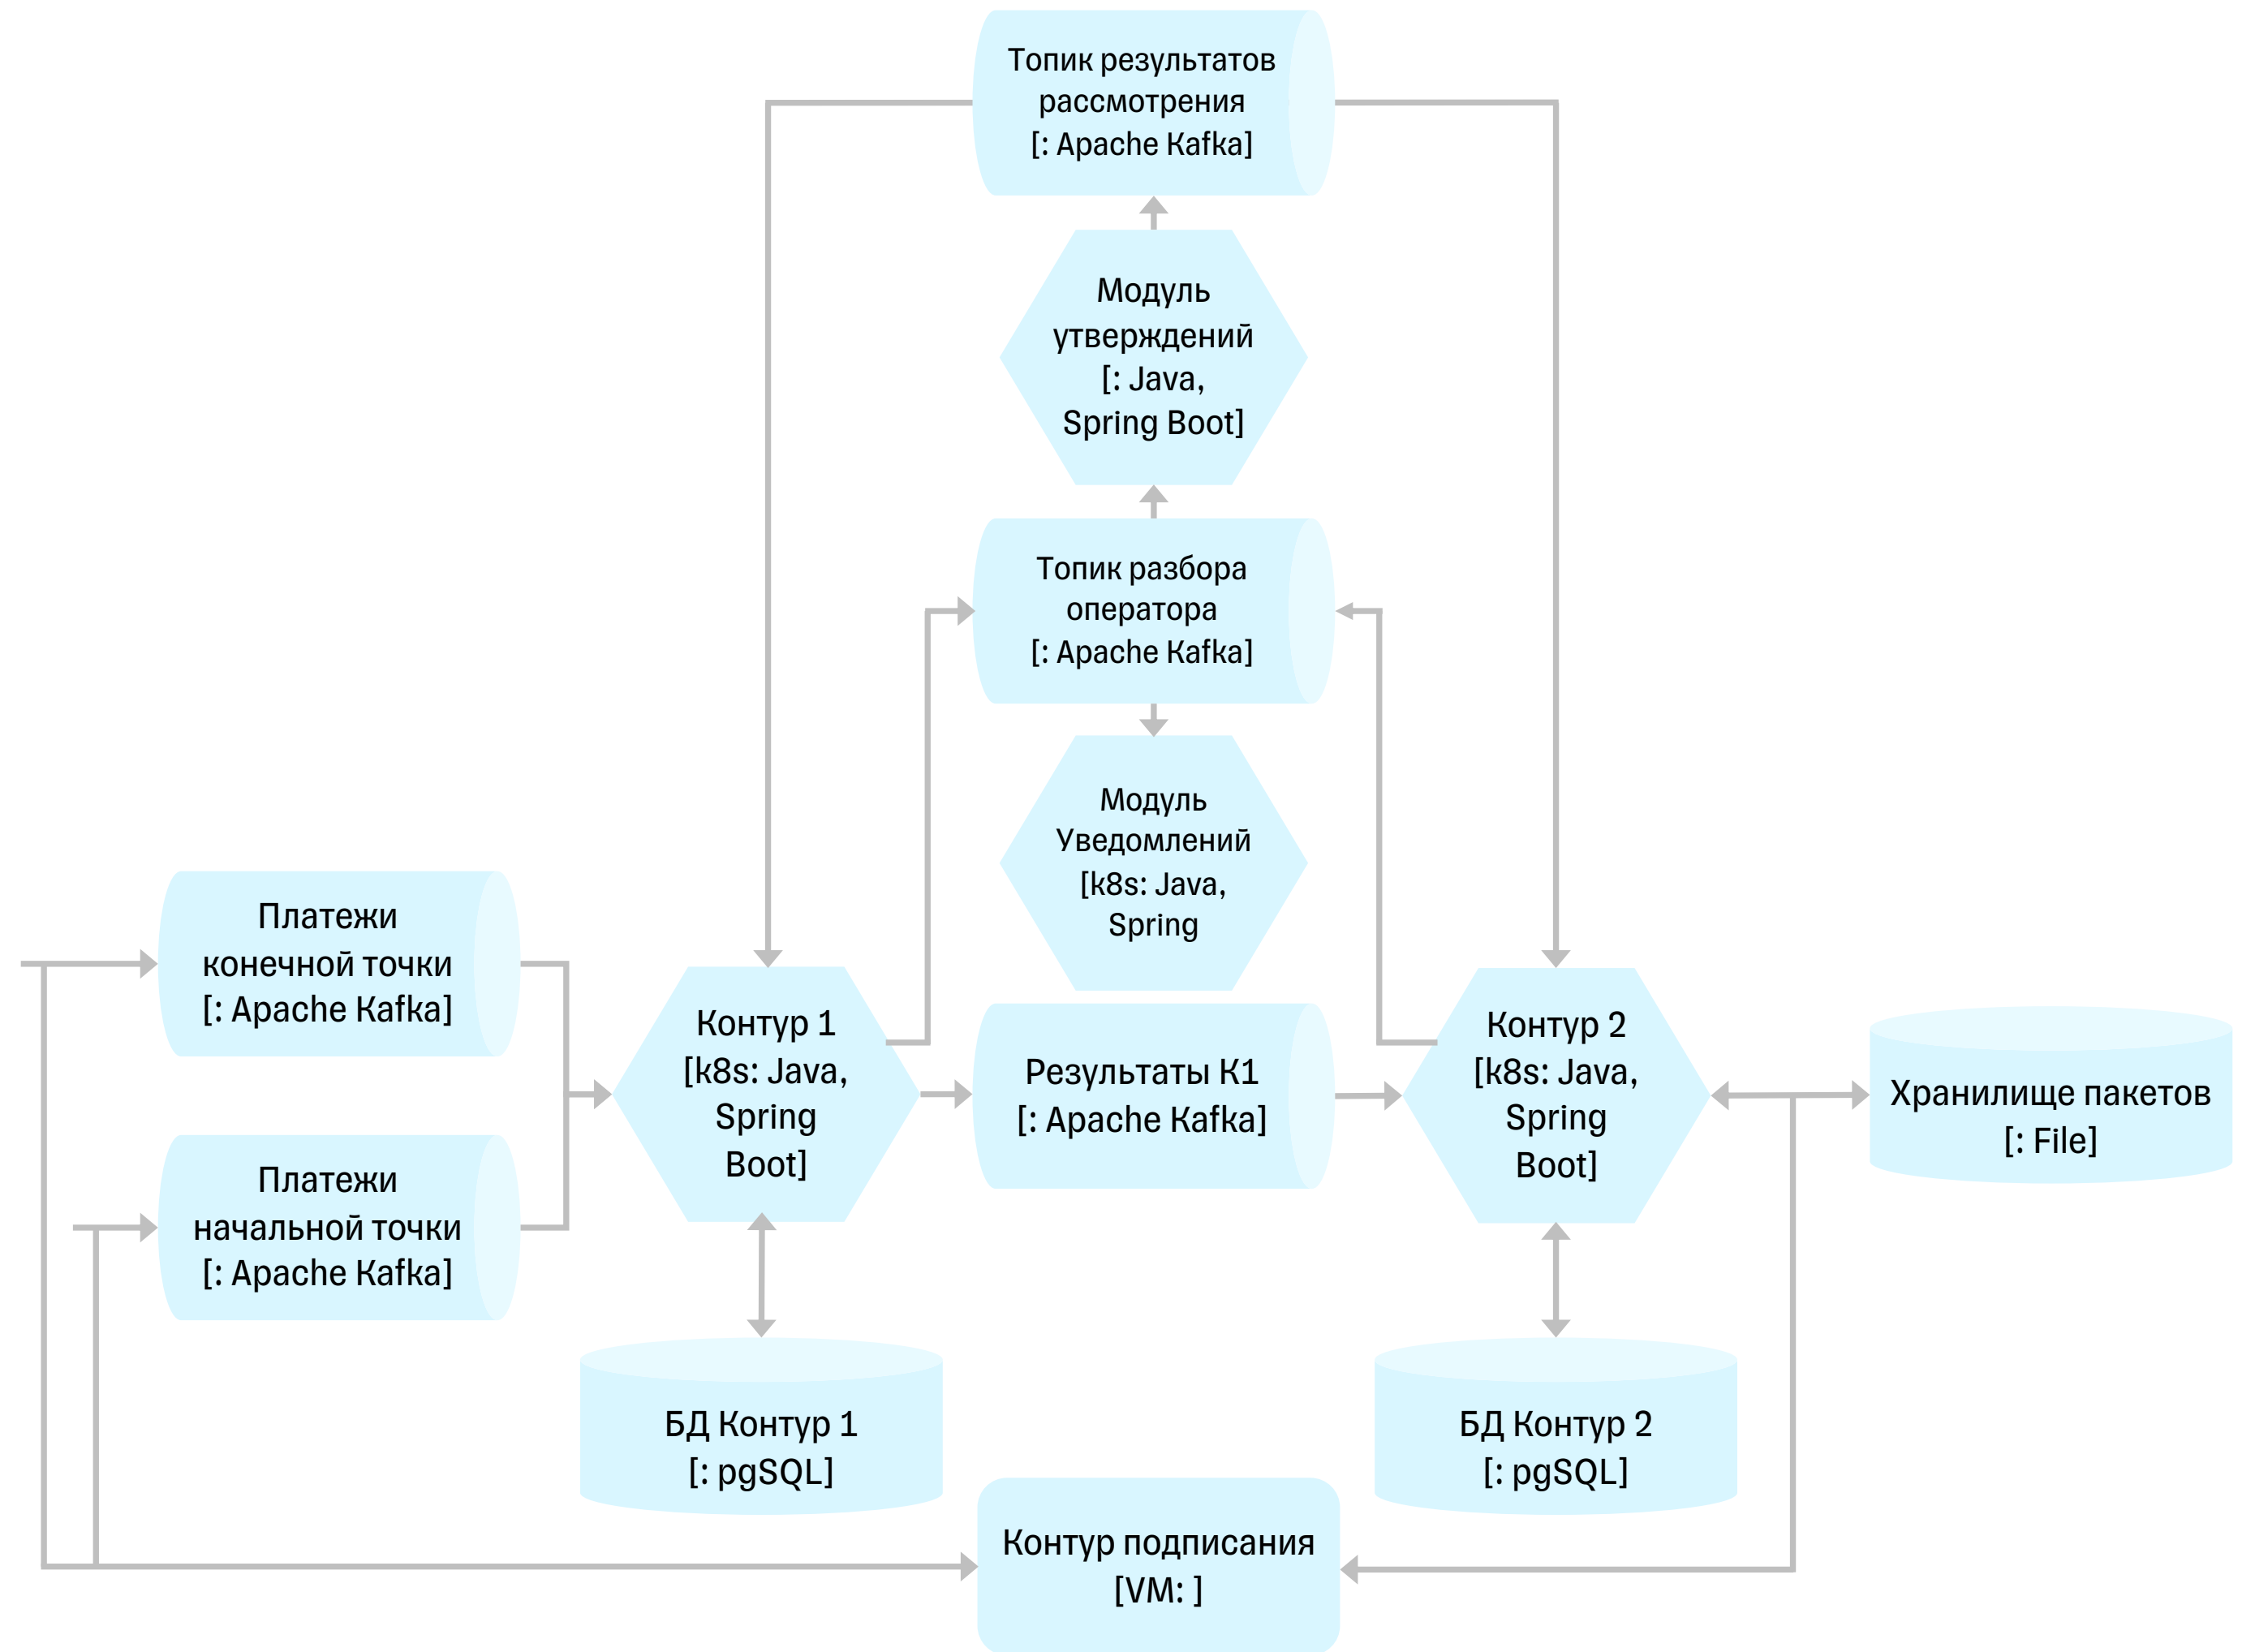 Топик результатов
рассмотрения
[: Apache Kafka]
Модуль
утверждений
[: Java,
Spring Boot]
Топик разбора
оператора
[: Apache Kafka]
Модуль
Уведомлений
[k8s: Java,
Spring
Платежи
конечной точки
[: Apache Kafka]
Платежи
начальной точки
[: Apache Kafka]
Контур 1
[k8s: Java,
Spring
Boot]
Результаты К1
[: Apache Kafka]
Контур 2
[k8s: Java,
Spring
Boot]
Хранилище пакетов
[: File]
БД Контур 1
[: pgSQL]
БД Контур 2
[: pgSQL]
Контур подписания
[VM: ]